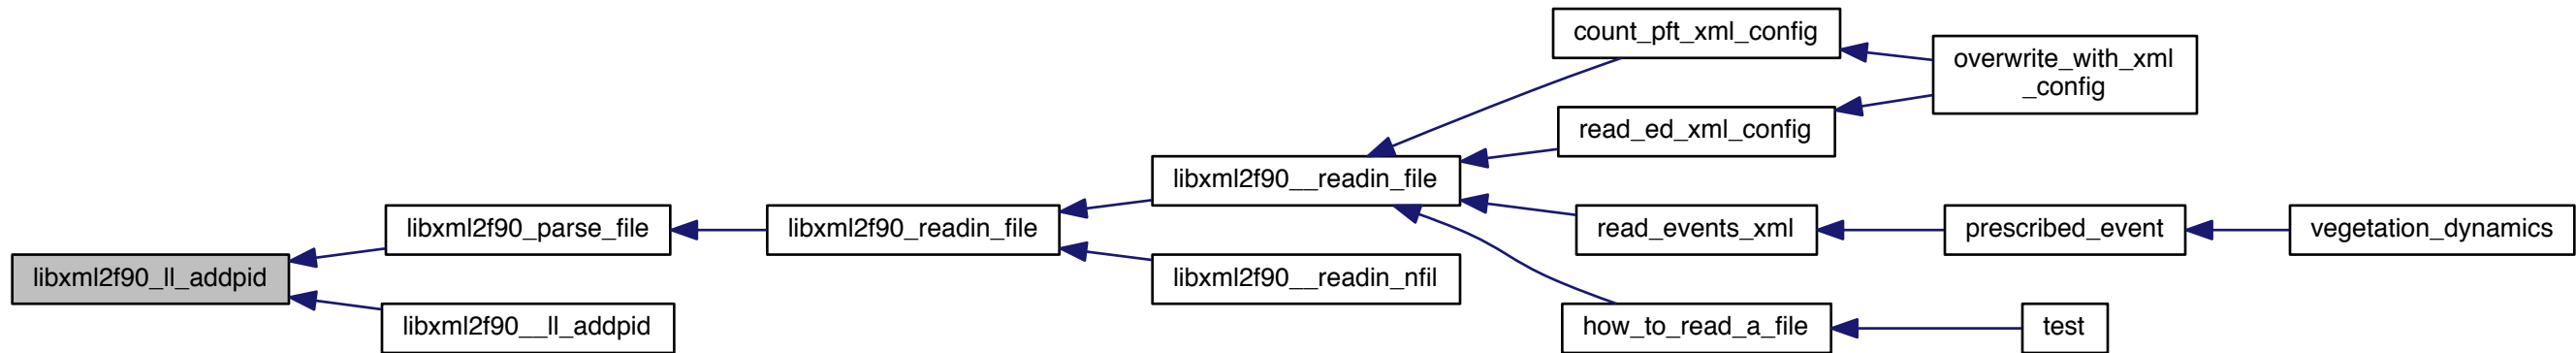 count_pft_xml_config
overwrite_with_xml
_config
read_ed_xml_config
libxml2f90__readin_file
libxml2f90_parse_file
libxml2f90_readin_file
read_events_xml
prescribed_event
vegetation_dynamics
libxml2f90_ll_addpid
libxml2f90__readin_nfil
libxml2f90__ll_addpid
how_to_read_a_file
test